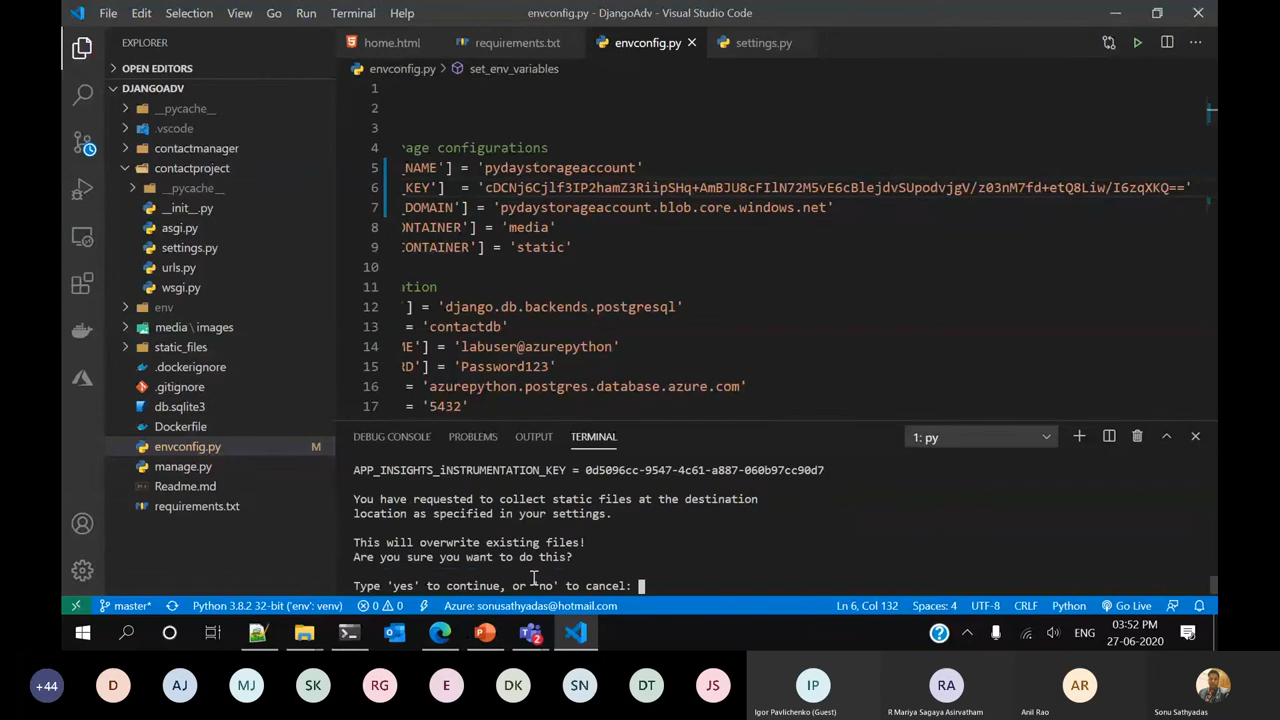 File Edit Selection View Go Run Terminal Help
envconfig.py - DjangoAdv - Visual Studio Code
EXPLORER
home.html
requirements.txt
envconfig.py
settings.py
OPEN EDITORS
envconfig.py > set_env_variables
DJANGOADV
__pycache__
.vscode
contactmanager
contactproject
__pycache__
__init__.py
asgi.py
settings.py
urls.py
wsgi.py
env
media \ images
static_files
.dockerignore
.gitignore
db.sqlite3
Dockerfile
envconfig.py M
manage.py
Readme.md
requirements.txt
1
2
3
4 age configurations
5 _NAME'] = 'pydaystorageaccount'
6 _KEY'] = 'cDCNj6Cjlf3IP2hamZ3RiipSHq+AmBJU8cFIlN72M5vE6cBlejdvSUpodvjgV/z03nM7fd+etQ8Liw/I6zqXKQ=='
7 _DOMAIN'] = 'pydaystorageaccount.blob.core.windows.net'
8 CONTAINER'] = 'media'
9 CONTAINER'] = 'static'
10
11 ation
12 '] = 'django.db.backends.postgresql'
13 = 'contactdb'
14 ME'] = 'labuser@azurepython'
15 RD'] = 'Password123'
16 = 'azurepython.postgres.database.azure.com'
17 = '5432'
DEBUG CONSOLE PROBLEMS OUTPUT TERMINAL
1: py
APP_INSIGHTS_iNSTRUMENTATION_KEY = 0d5096cc-9547-4c61-a887-060b97cc90d7
You have requested to collect static files at the destination
location as specified in your settings.
This will overwrite existing files!
Are you sure you want to do this?
Type 'yes' to continue, or 'no' to cancel:
master* Python 3.8.2 32-bit ('env': venv) 0 0 Azure: sonusathyadas@hotmail.com Ln 6, Col 132 Spaces: 4 UTF-8 CRLF Python Go Live
2
ENG
03:52 PM
27-06-2020
+44 D AJ MJ SK RG E DK SN DT JS IP RA AR
Igor Pavlichenko (Guest)
R Mariya Sagaya Asirvatham
Anil Rao
Sonu Sathyadas